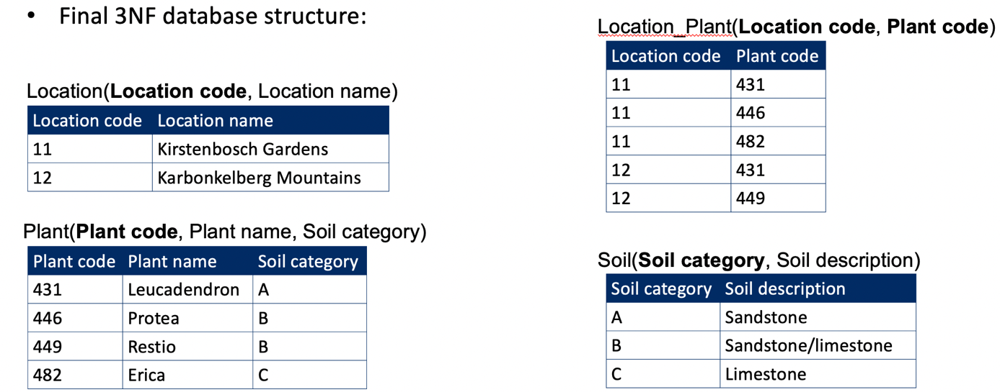 • Final 3NF database structure:
Location(Location code, Location name)
Location code Location name
11 Kirstenbosch Gardens
12 Karbonkelberg Mountains
Plant(Plant code, Plant name, Soil category)
Plant code Plant name Soil category
431 Leucadendron A
446 Protea B
449 Restio B
482 Erica C
Location_Plant(Location code, Plant code)
Location code Plant code
11 431
11 446
11 482
12 431
12 449
Soil(Soil category, Soil description)
Soil category Soil description
A Sandstone
B Sandstone/limestone
C Limestone